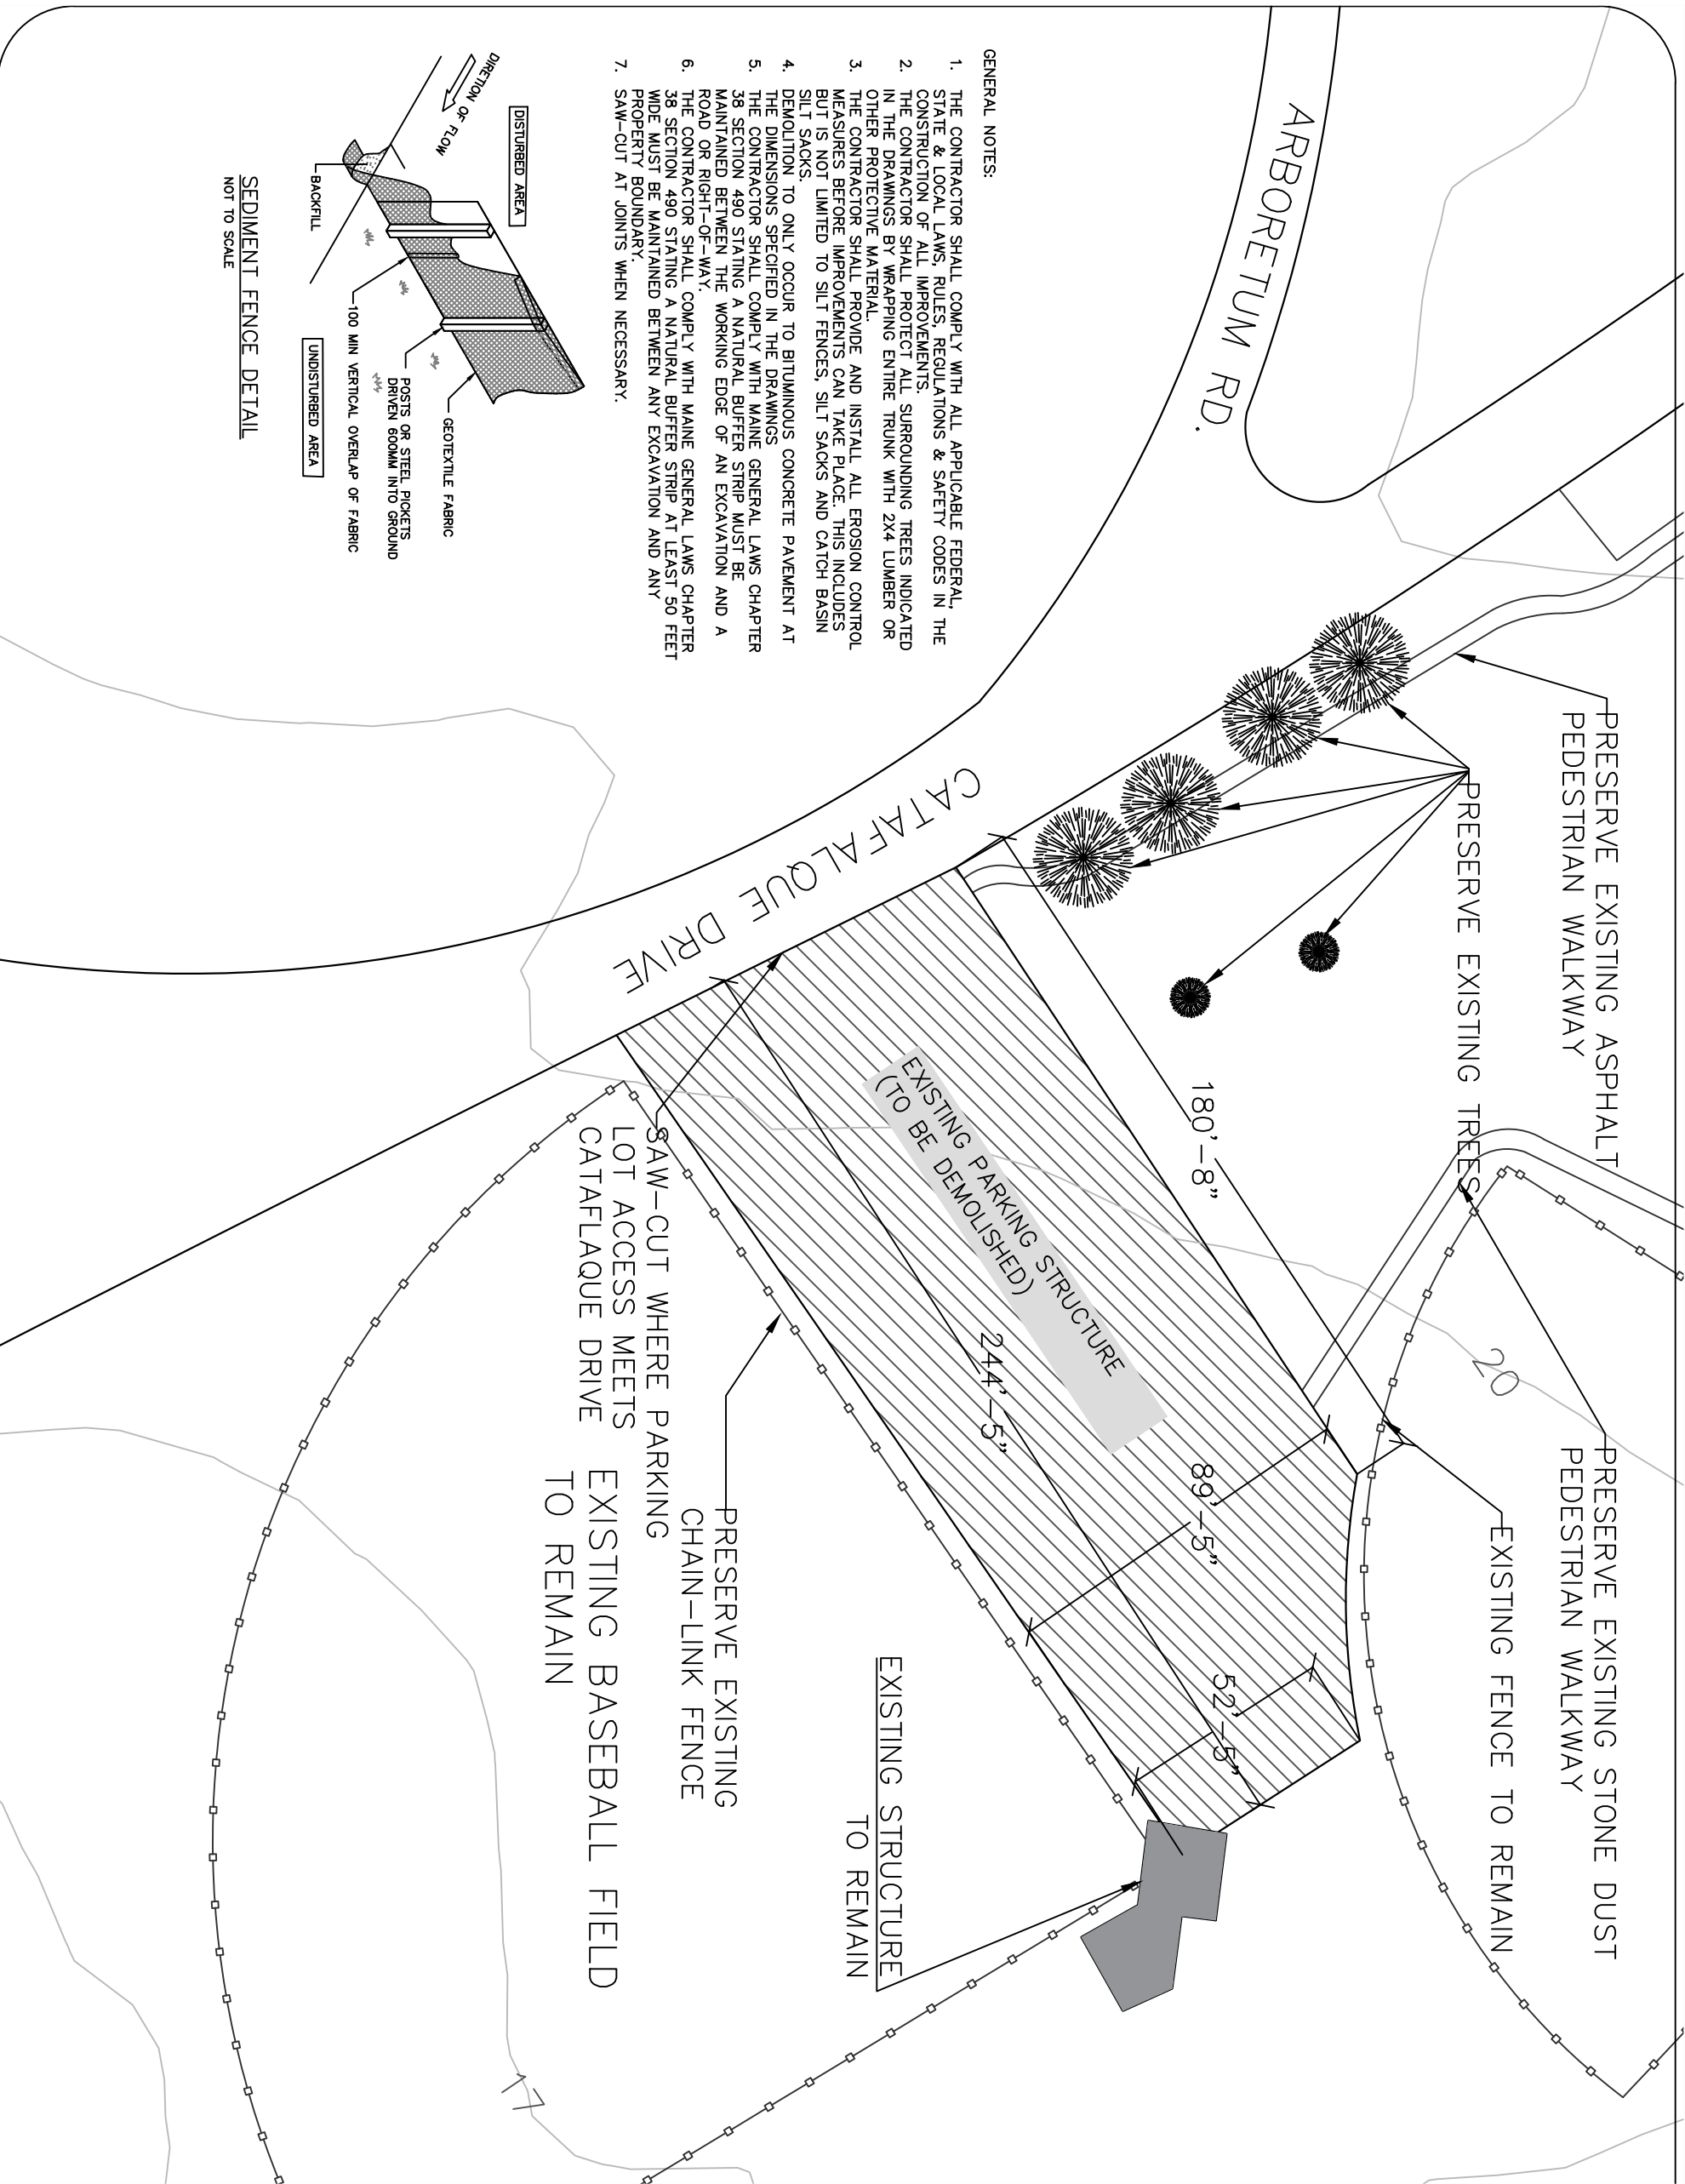 ARBORETUM RD.
CATAFALQUE DRIVE
PRESERVE EXISTING ASPHALT
PEDESTRIAN WALKWAY
PRESERVE EXISTING TREES
PRESERVE EXISTING STONE DUST
PEDESTRIAN WALKWAY
EXISTING FENCE TO REMAIN
20
180'-8"
89'-5"
52'-5"
244'-5"
EXISTING PARKING STRUCTURE
(TO BE DEMOLISHED)
EXISTING STRUCTURE
TO REMAIN
PRESERVE EXISTING
CHAIN-LINK FENCE
SAW-CUT WHERE PARKING
LOT ACCESS MEETS
CATAFLAQUE DRIVE
EXISTING BASEBALL FIELD
TO REMAIN
17
GENERAL NOTES:
1. THE CONTRACTOR SHALL COMPLY WITH ALL APPLICABLE FEDERAL,
STATE & LOCAL LAWS, RULES, REGULATIONS & SAFETY CODES IN THE
CONSTRUCTION OF ALL IMPROVEMENTS.
2. THE CONTRACTOR SHALL PROTECT ALL SURROUNDING TREES INDICATED
IN THE DRAWINGS BY WRAPPING ENTIRE TRUNK WITH 2X4 LUMBER OR
OTHER PROTECTIVE MATERIAL.
3. THE CONTRACTOR SHALL PROVIDE AND INSTALL ALL EROSION CONTROL
MEASURES BEFORE IMPROVEMENTS CAN TAKE PLACE. THIS INCLUDES
BUT IS NOT LIMITED TO SILT FENCES, SILT SACKS AND CATCH BASIN
SILT SACKS.
4. DEMOLITION TO ONLY OCCUR TO BITUMINOUS CONCRETE PAVEMENT AT
THE DIMENSIONS SPECIFIED IN THE DRAWINGS
5. THE CONTRACTOR SHALL COMPLY WITH MAINE GENERAL LAWS CHAPTER
38 SECTION 490 STATING A NATURAL BUFFER STRIP MUST BE
MAINTAINED BETWEEN THE WORKING EDGE OF AN EXCAVATION AND A
ROAD OR RIGHT-OF-WAY.
6. THE CONTRACTOR SHALL COMPLY WITH MAINE GENERAL LAWS CHAPTER
38 SECTION 490 STATING A NATURAL BUFFER STRIP AT LEAST 50 FEET
WIDE MUST BE MAINTAINED BETWEEN ANY EXCAVATION AND ANY
PROPERTY BOUNDARY.
7. SAW-CUT AT JOINTS WHEN NECESSARY.
DISTURBED AREA
DIRETION OF FLOW
BACKFILL
GEOTEXTILE FABRIC
POSTS OR STEEL PICKETS
DRIVEN 600MM INTO GROUND
100 MIN VERTICAL OVERLAP OF FABRIC
UNDISTURBED AREA
SEDIMENT FENCE DETAIL
NOT TO SCALE